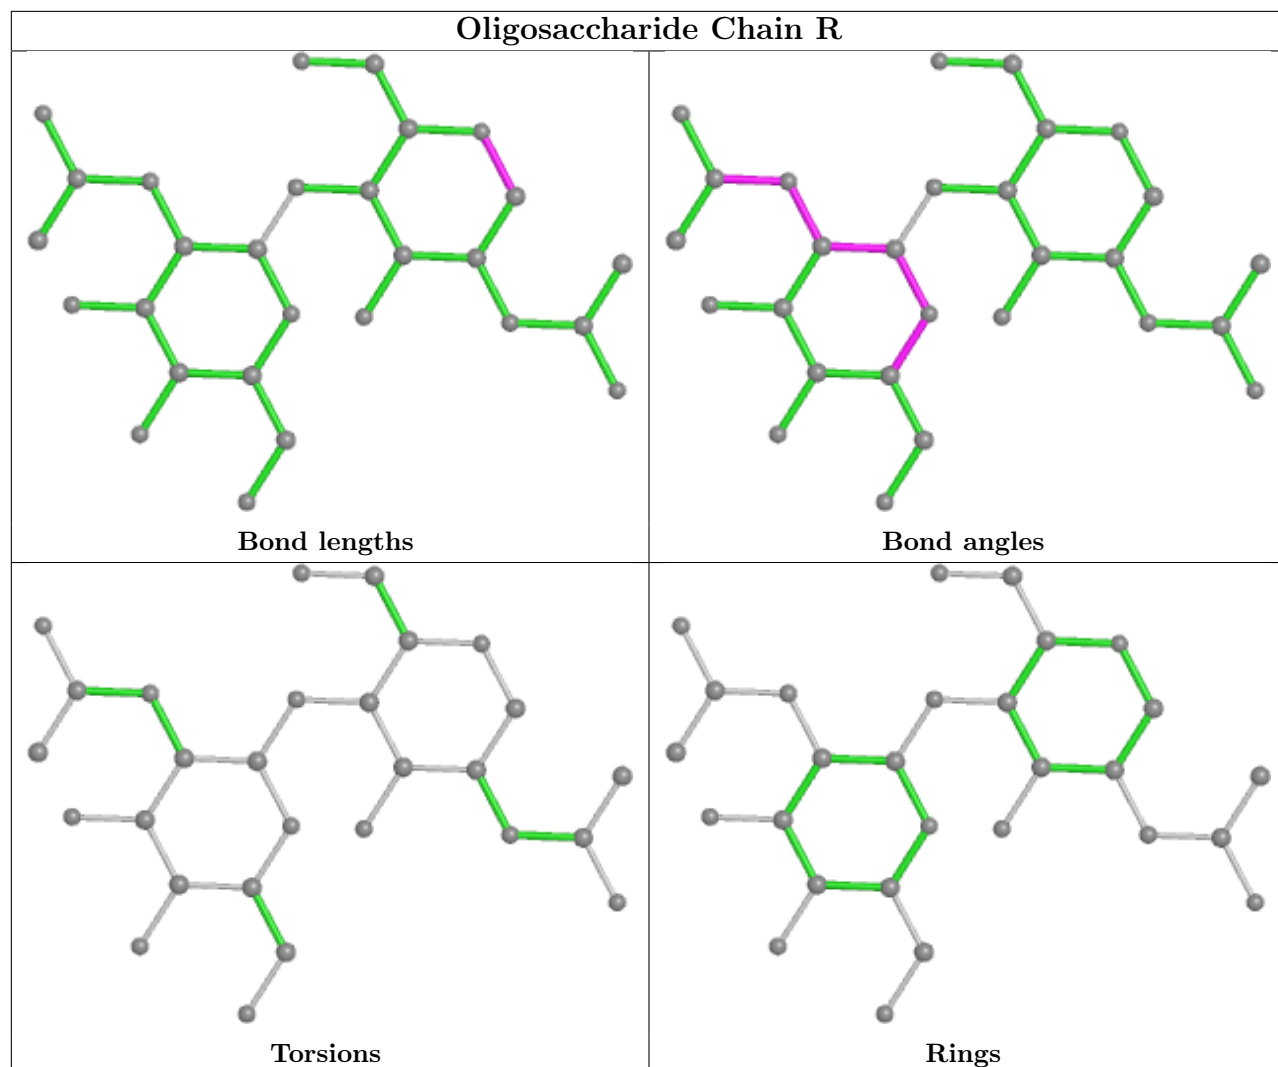 Oligosaccharide Chain R
Bond lengths
Bond angles
Torsions
Rings